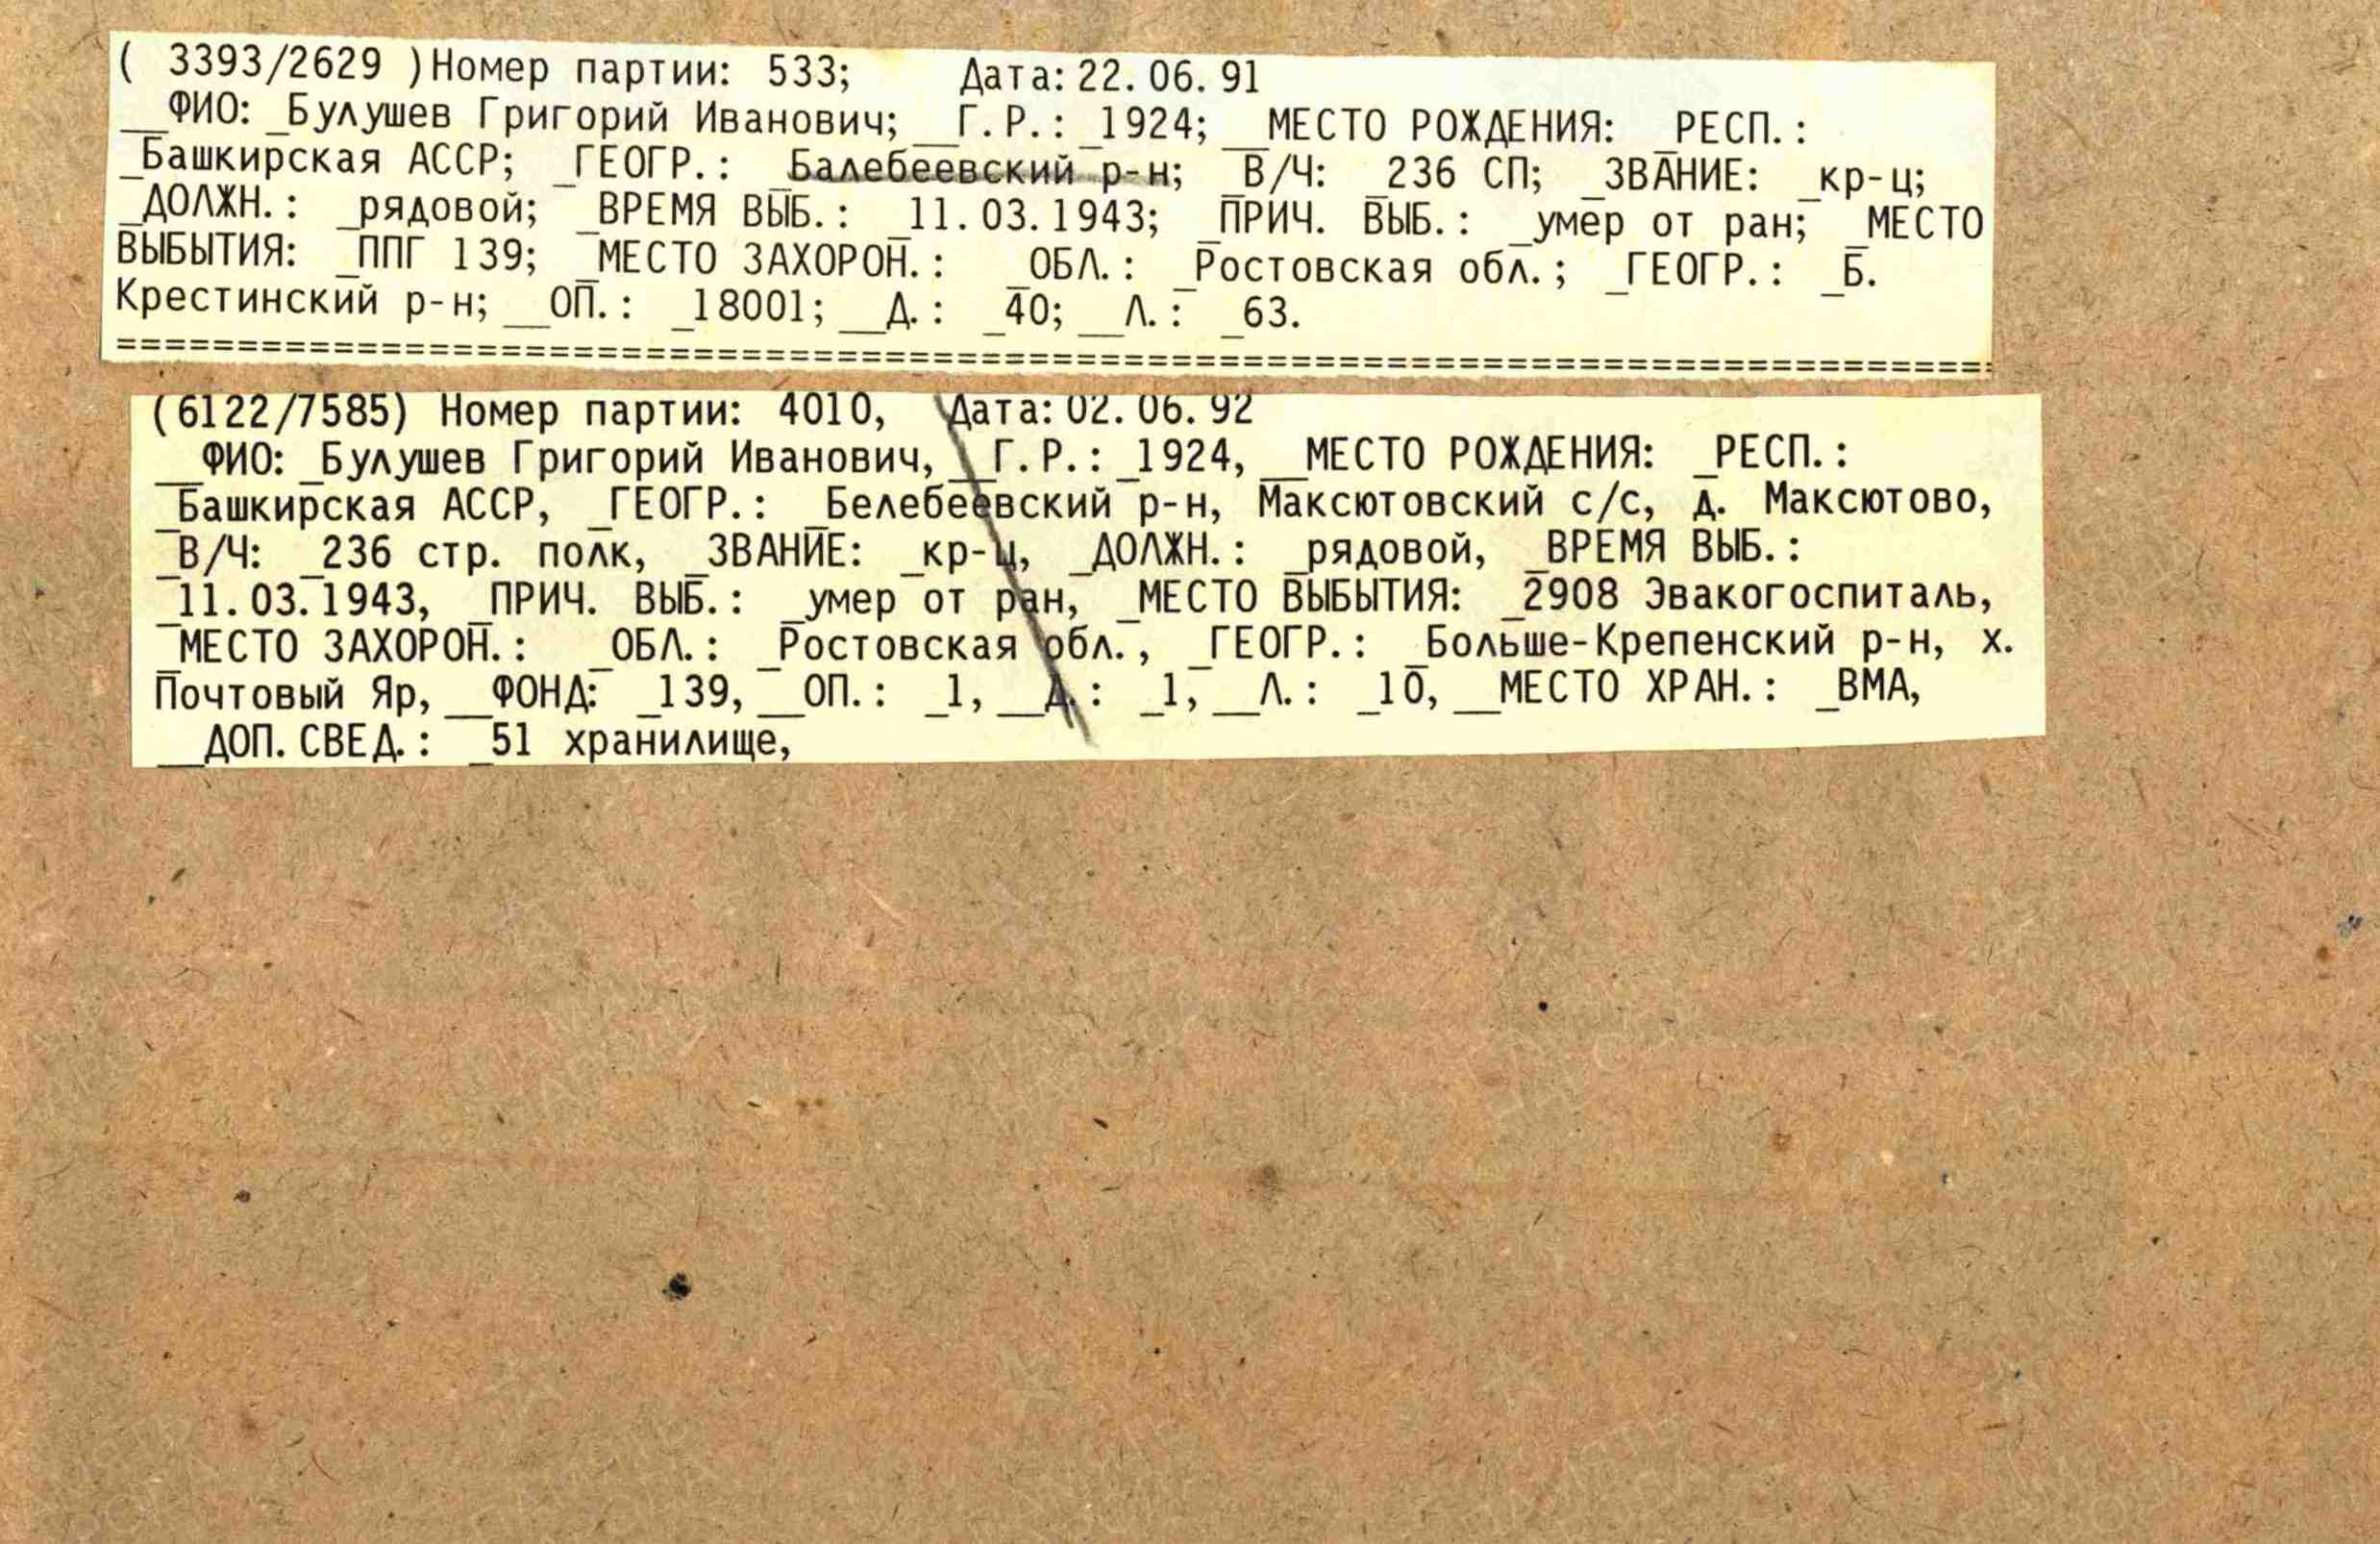 ( 3393/2629 )Номер партии: 533; Дата: 22. 06. 91
__ФИО: _Булушев Григорий Иванович; __Г. Р. : _1924; __МЕСТО РОЖДЕНИЯ: _РЕСП. :
_Башкирская АССР; _ГЕОГР. : _Балебеевский р-н; _В/Ч: _236 СП; _ЗВАНИЕ: _кр-ц;
_ДОЛЖН. : _рядовой; _ВРЕМЯ ВЫБ. : _11. 03. 1943; _ПРИЧ. ВЫБ. : _умер от ран; _МЕСТО
ВЫБЫТИЯ: _ППГ 139; _МЕСТО ЗАХОРОН. : _ОБЛ. : _Ростовская обл. ; _ГЕОГР. : _Б.
Крестинский р-н; __ОП. : _18001; __Д. : _40; __Л. : _63.
(6122/7585) Номер партии: 4010, Дата: 02. 06. 92
__ФИО: _Булушев Григорий Иванович, __Г. Р. : _1924, __МЕСТО РОЖДЕНИЯ: _РЕСП. :
_Башкирская АССР, _ГЕОГР. : _Белебеевский р-н, Максютовский с/с, д. Максютово,
_В/Ч: _236 стр. полк, _ЗВАНИЕ: _кр-ц, _ДОЛЖН. : _рядовой, _ВРЕМЯ ВЫБ. :
_11. 03. 1943, _ПРИЧ. ВЫБ. : _умер от ран, _МЕСТО ВЫБЫТИЯ: _2908 Эвакогоспиталь,
_МЕСТО ЗАХОРОН. : _ОБЛ. : _Ростовская обл. , _ГЕОГР. : _Больше-Крепенский р-н, х.
Почтовый Яр, __ФОНД: _139, __ОП. : _1, __Д. : _1, __Л. : _10, __МЕСТО ХРАН. : _ВМА,
__ДОП. СВЕД. : _51 хранилище,